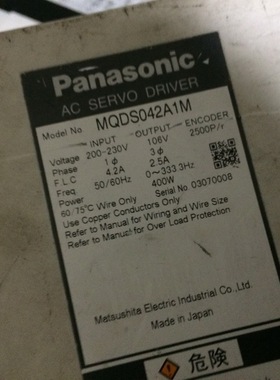 Panasonic
AC SERVO DRIVER
Model No. MQDS042A1M
INPUT OUTPUT ENCODER
Voltage 200-230V 106V 2500P/r
Phase 1ϕ 3ϕ
F.L.C 4.2A 2.5A
Freq 50/60Hz 0~333.3Hz
Power 400W Serial No. 03070008
60/75°C Wire Only
Use Copper Conductors Only
Refer to Manual for Wiring and Wire Size
Refer to Manual for Over Load Protection
Matsushita Electric Industrial Co.,Ltd.
Made in Japan
危険